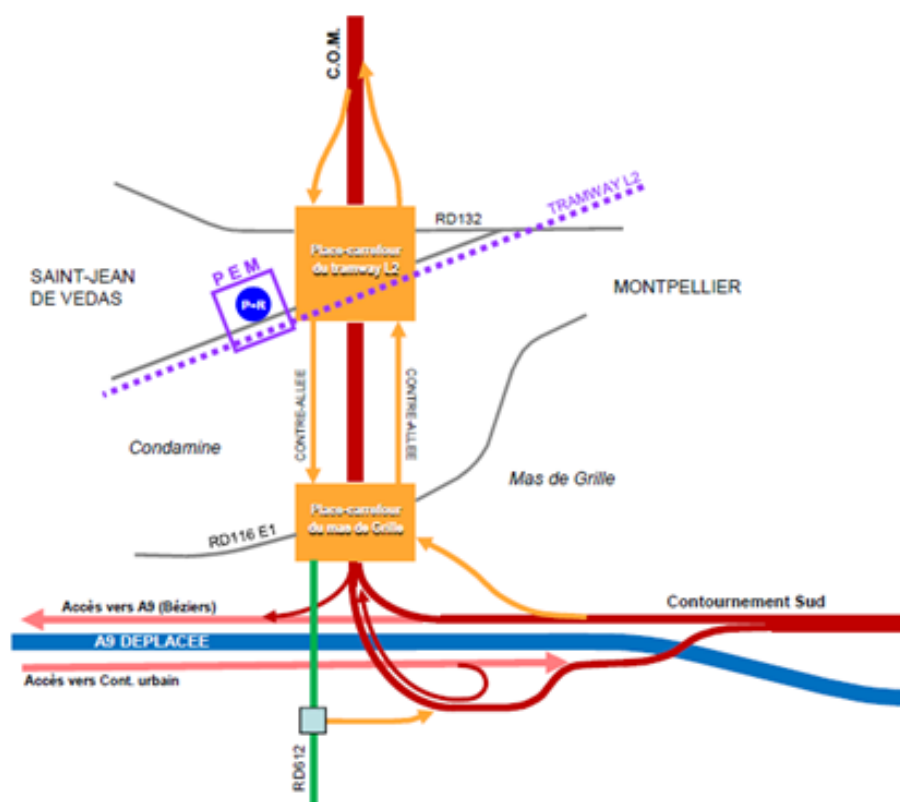 C.O.M.
TRAMWAY L2
RD132
Place-carrefour
du tramway L2
PEM
P+R
SAINT-JEAN
DE VEDAS
MONTPELLIER
CONTRE-ALLEE
CONTRE-ALLEE
Condamine
Mas de Grille
Place-carrefour
du mas de Grille
RD116 E1
Accès vers A9 (Béziers)
Contournement Sud
A9 DEPLACEE
Accès vers Cont. urbain
RD612